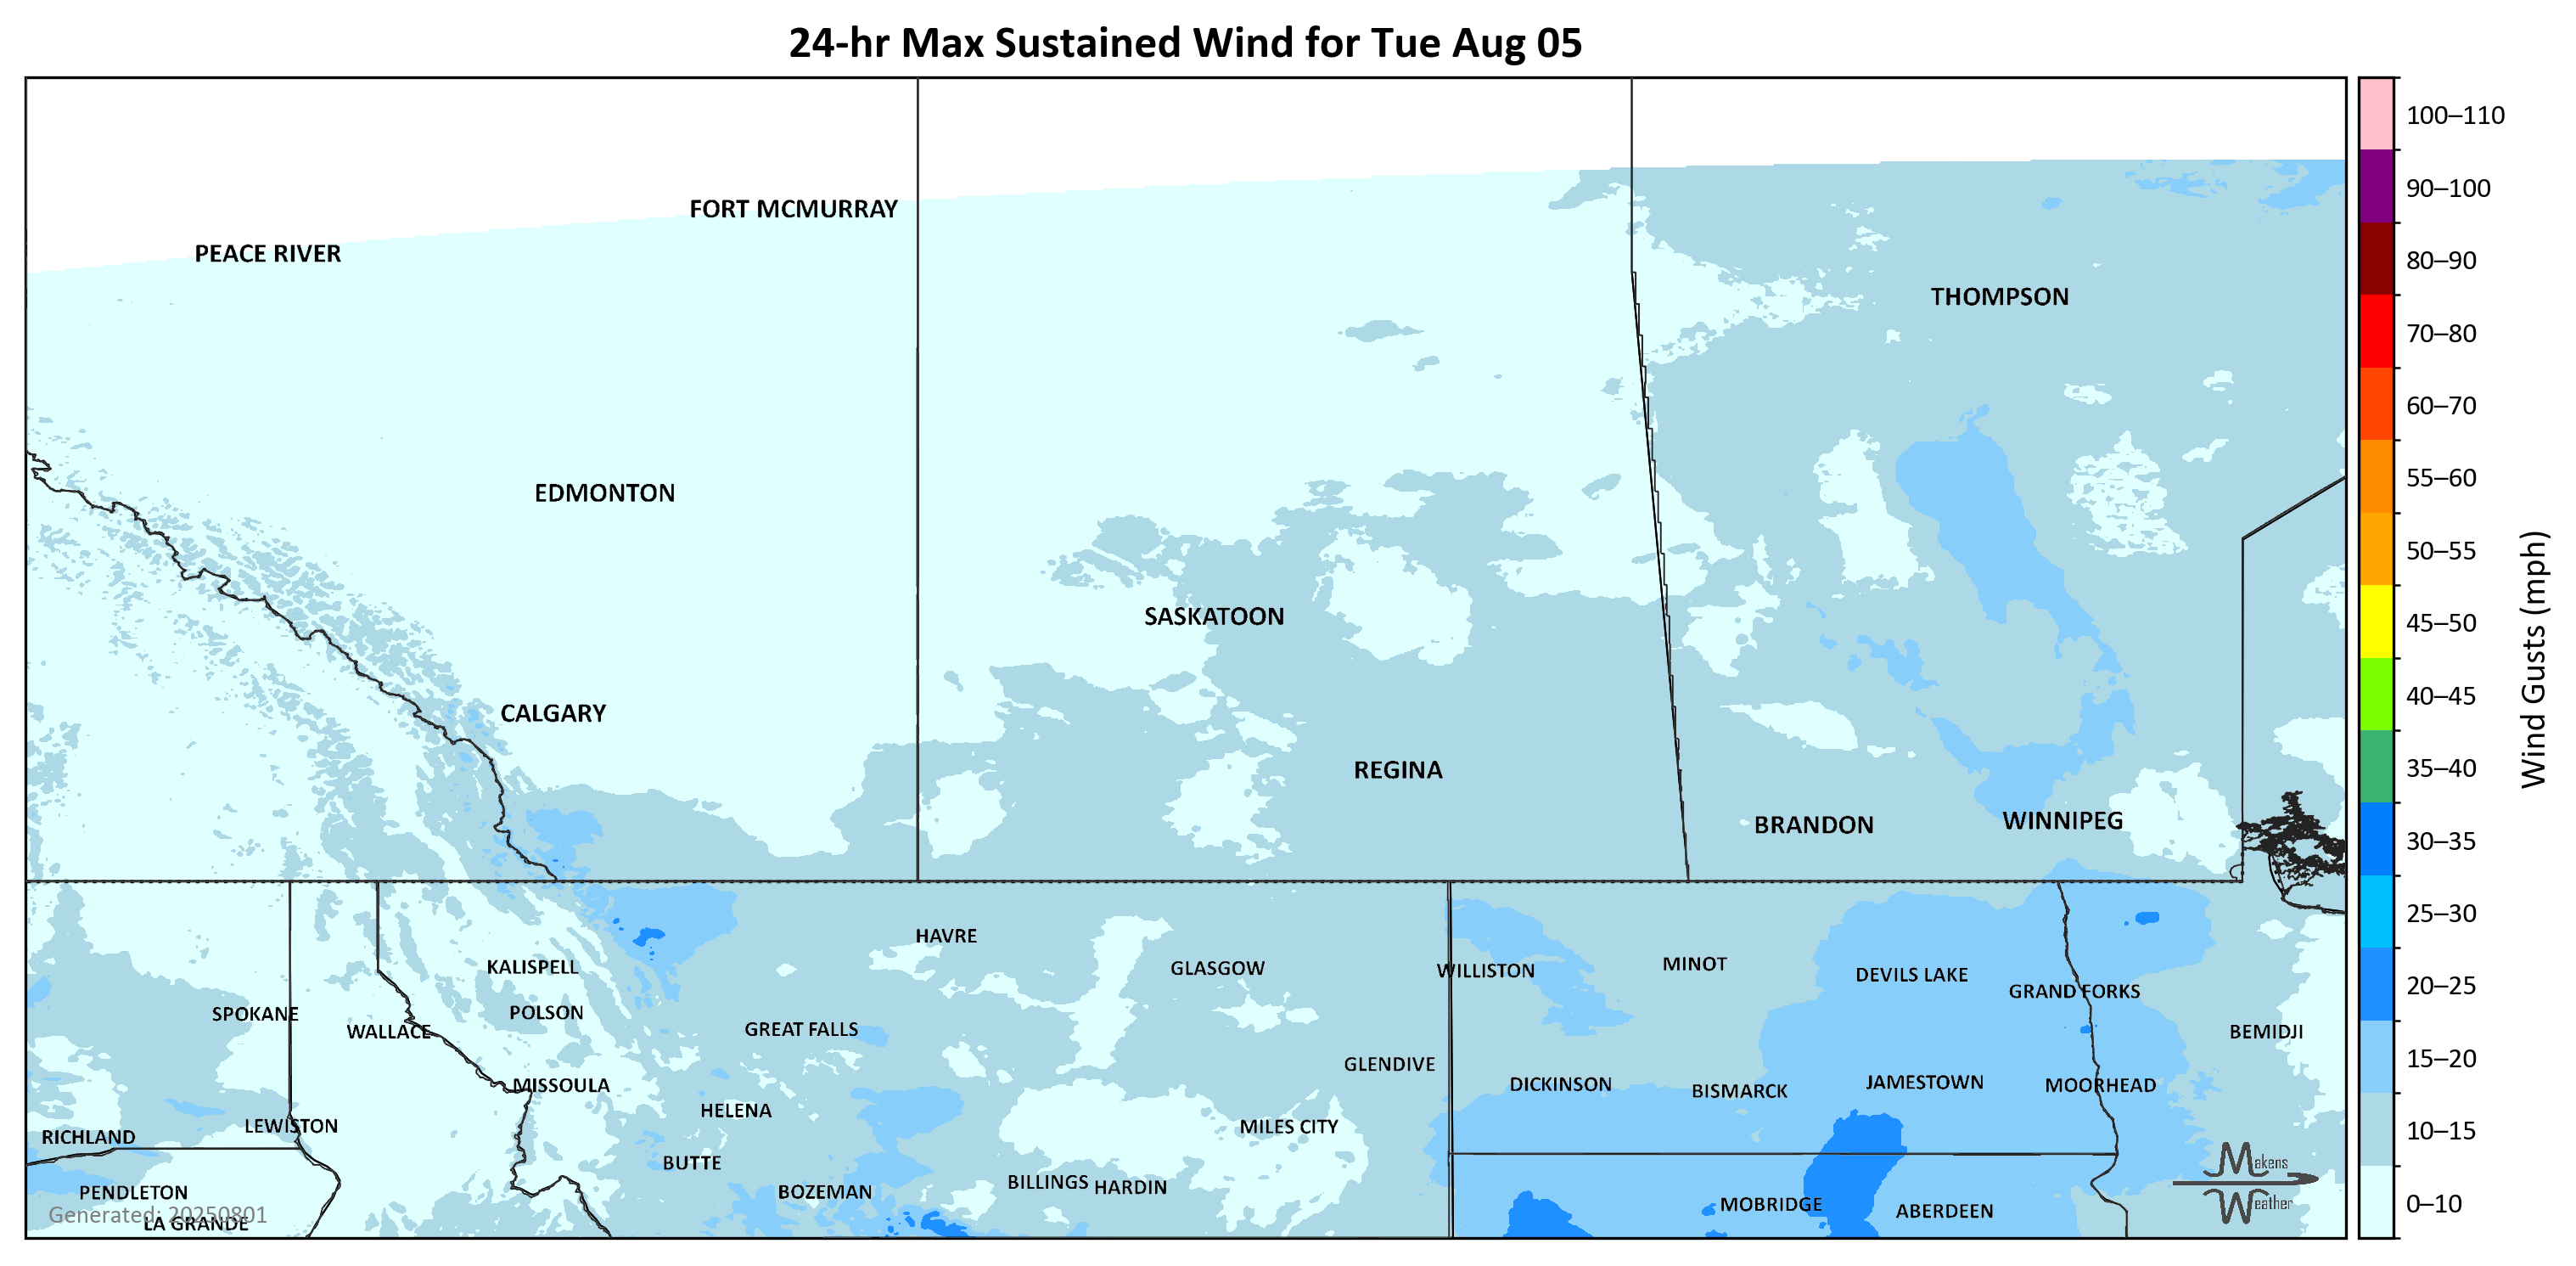 24-hr Max Sustained Wind for Tue Aug 05
FORT MCMURRAY
PEACE RIVER
THOMPSON
EDMONTON
SASKATOON
CALGARY
REGINA
BRANDON
WINNIPEG
HAVRE
KALISPELL
GLASGOW
WILLISTON
MINOT
DEVILS LAKE
GRAND FORKS
SPOKANE
POLSON
WALLACE
GREAT FALLS
BEMIDJI
GLENDIVE
MISSOULA
DICKINSON
BISMARCK
JAMESTOWN
MOORHEAD
HELENA
LEWISTON
MILES CITY
RICHLAND
BUTTE
PENDLETON
BOZEMAN
BILLINGS
HARDIN
MOBRIDGE
ABERDEEN
Generated: 20250801
LA GRANDE
Makens
Weather
100–110
90–100
80–90
70–80
60–70
55–60
50–55
45–50
40–45
35–40
30–35
25–30
20–25
15–20
10–15
0–10
Wind Gusts (mph)